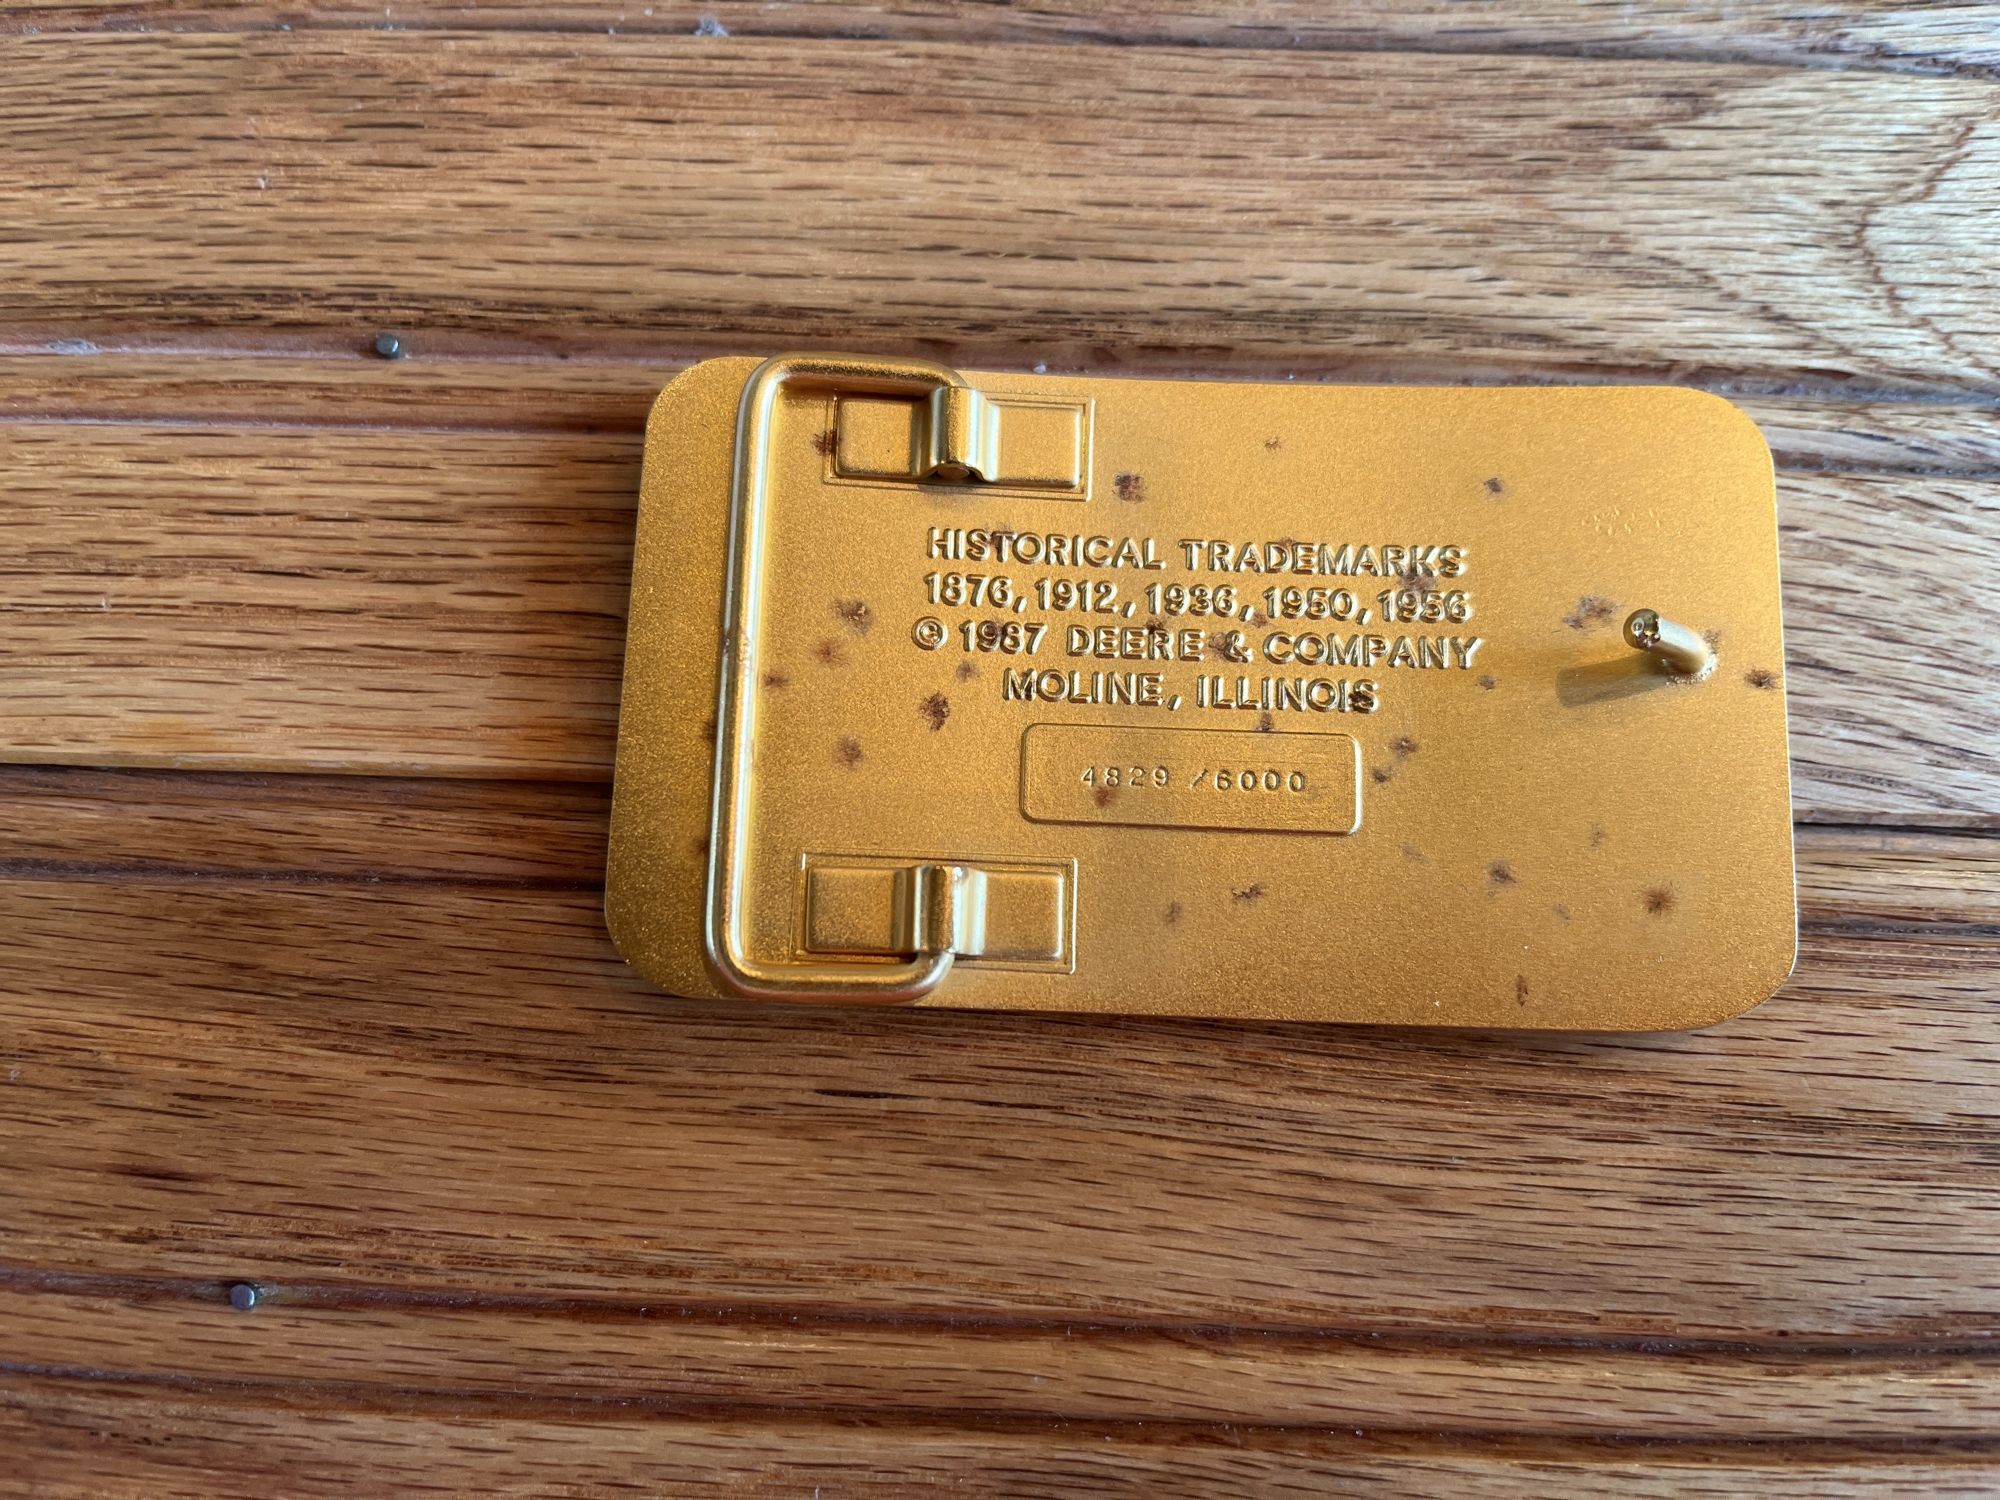 HISTORICAL TRADEMARKS
1876, 1912, 1936, 1950, 1956
© 1987 DEERE & COMPANY
MOLINE, ILLINOIS
4829 /6000